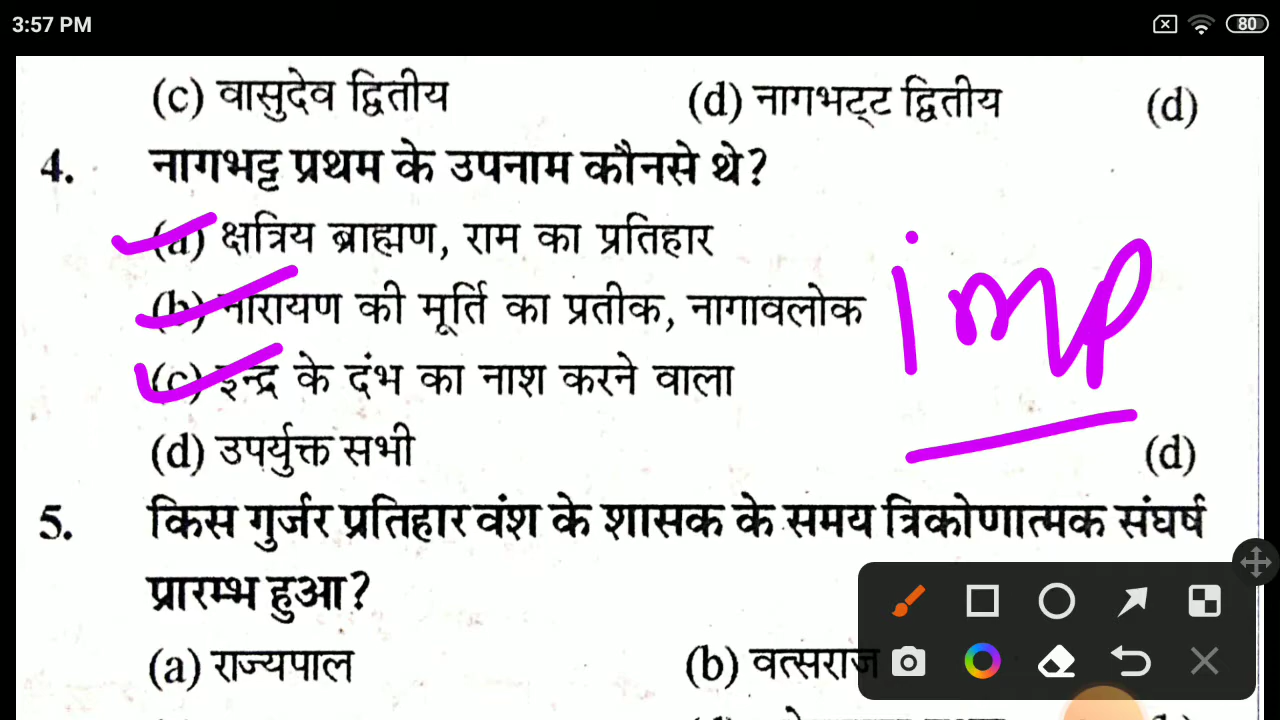 3:57 PM
80
(c) वासुदेव द्वितीय (d) नागभट्ट द्वितीय (d)
4. नागभट्ट प्रथम के उपनाम कौनसे थे?
(a) क्षत्रिय ब्राह्मण, राम का प्रतिहार
(b) नारायण की मूर्ति का प्रतीक, नागावलोक
(c) इन्द्र के दंभ का नाश करने वाला
imp
(d) उपर्युक्त सभी (d)
5. किस गुर्जर प्रतिहार वंश के शासक के समय त्रिकोणात्मक संघर्ष
प्रारम्भ हुआ?
(a) राज्यपाल (b) वत्सराज